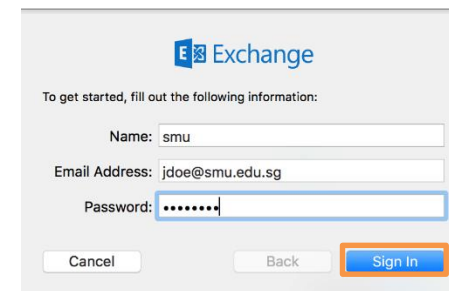 Exchange
To get started, fill out the following information:
Name: smu
Email Address: jdoe@smu.edu.sg
Password: ••••••••
Cancel Back Sign In